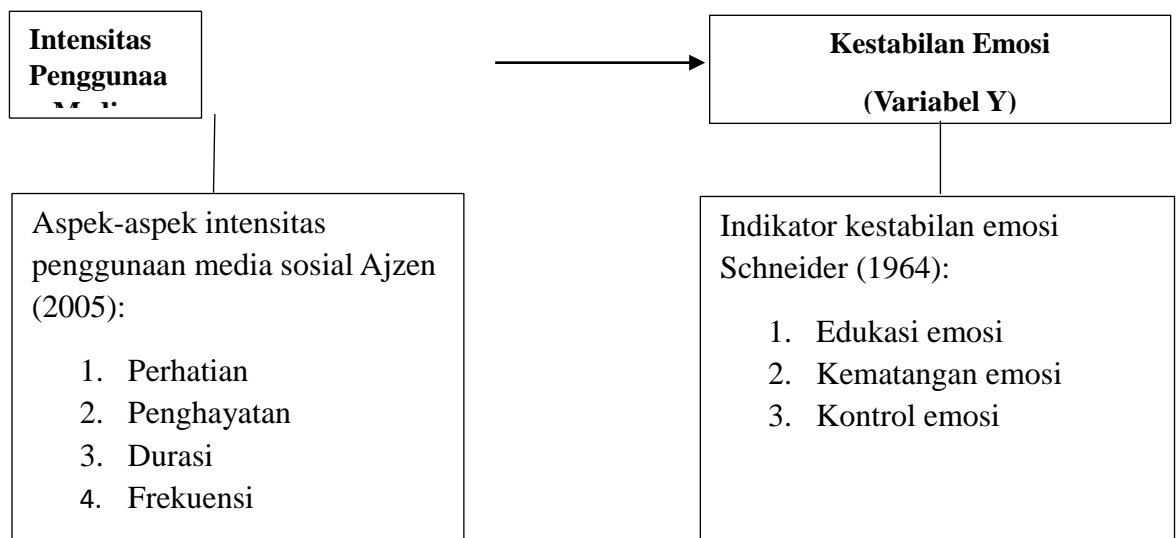 Intensitas
Penggunaa
Kestabilan Emosi
(Variabel Y)
Aspek-aspek intensitas
penggunaan media sosial Ajzen
(2005):
1. Perhatian
2. Penghayatan
3. Durasi
4. Frekuensi
Indikator kestabilan emosi
Schneider (1964):
1. Edukasi emosi
2. Kematangan emosi
3. Kontrol emosi